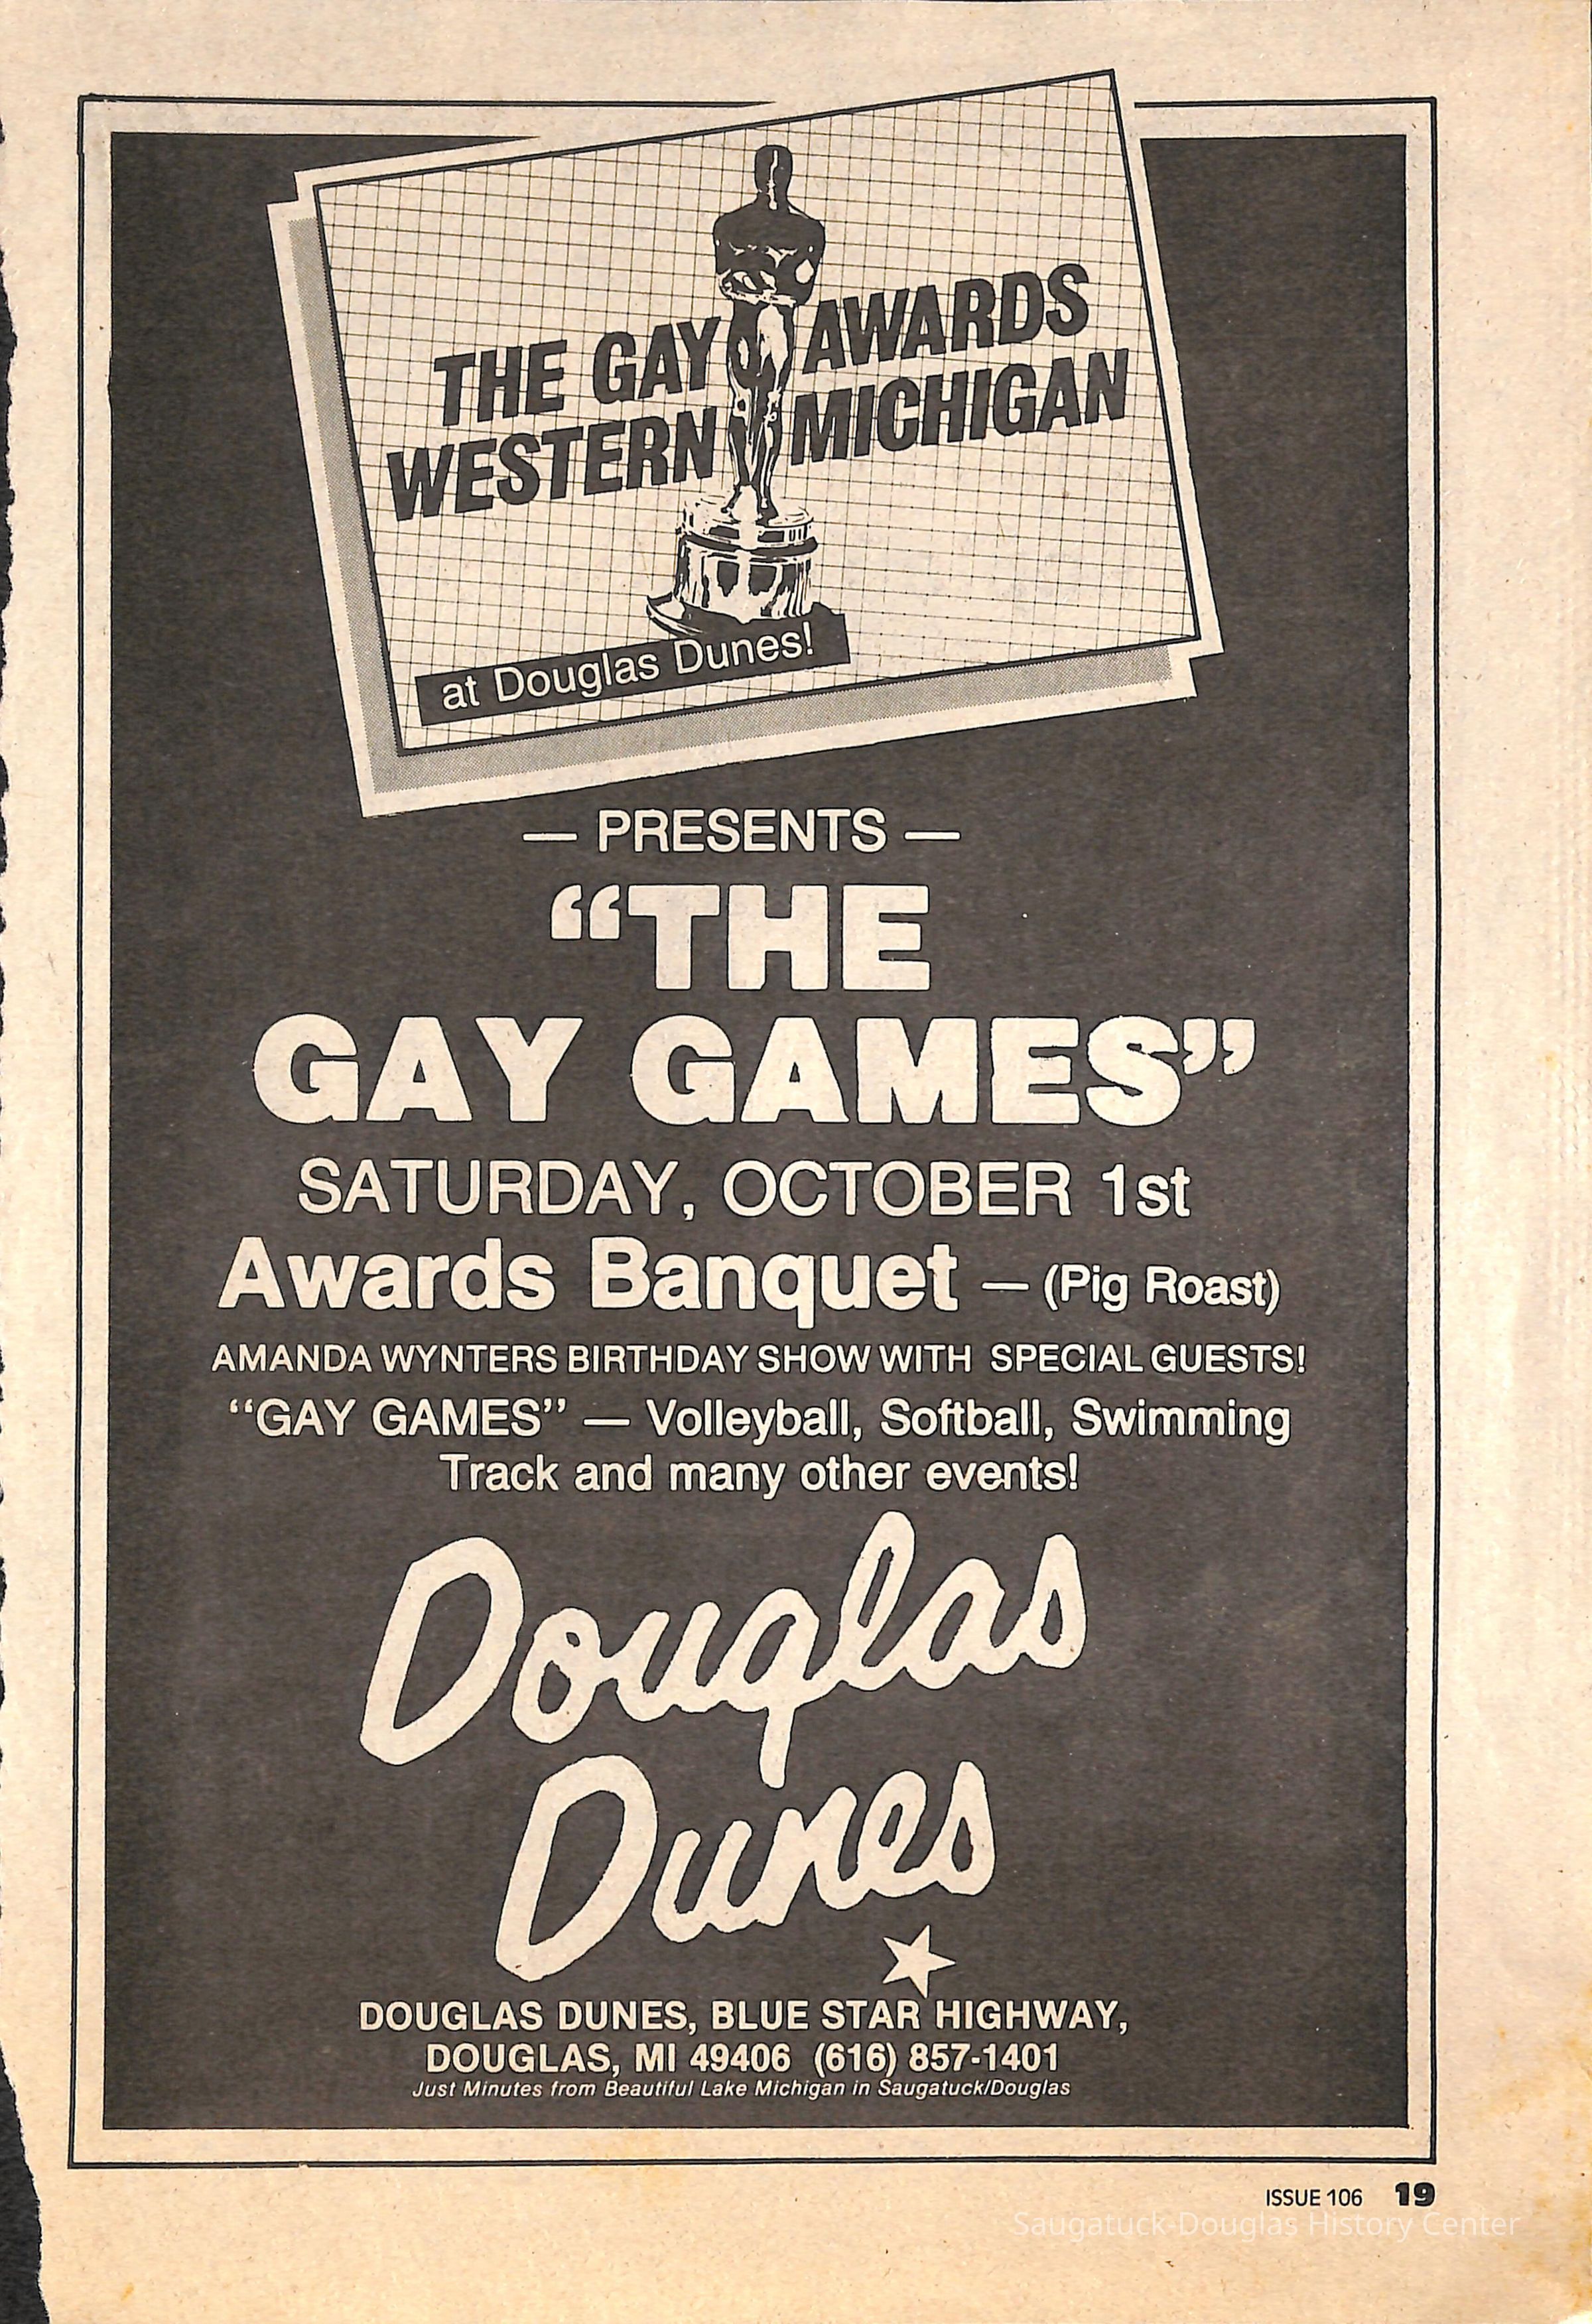 THE GAY AWARDS
WESTERN MICHIGAN
at Douglas Dunes!
— PRESENTS —
“THE
GAY GAMES”
SATURDAY, OCTOBER 1st
Awards Banquet — (Pig Roast)
AMANDA WYNTERS BIRTHDAY SHOW WITH SPECIAL GUESTS!
“GAY GAMES” — Volleyball, Softball, Swimming
Track and many other events!
Douglas
Dunes
DOUGLAS DUNES, BLUE STAR HIGHWAY,
DOUGLAS, MI 49406 (616) 857-1401
Just Minutes from Beautiful Lake Michigan in Saugatuck/Douglas
ISSUE 106 19
Saugatuck-Douglas History Center